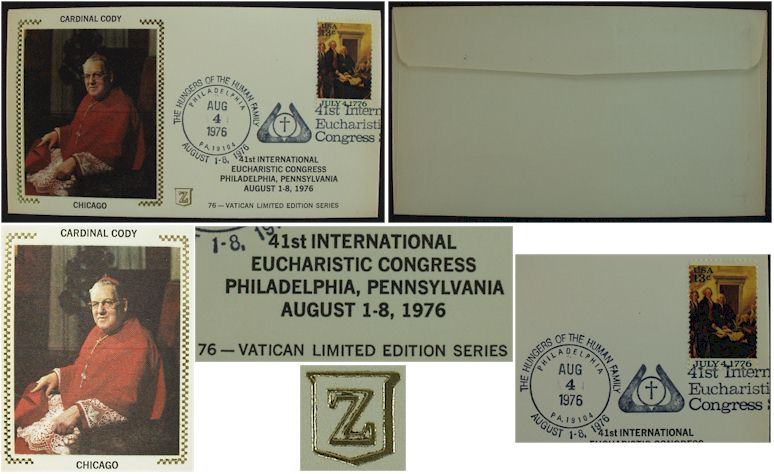 CARDINAL CODY
CHICAGO
USA
13c
JULY 4, 1776
THE HUNGERS OF THE HUMAN FAMILY
PHILADELPHIA
AUG
4
1976
PA. 19104
AUGUST 1-8, 1976
41st International
Eucharisti
Congress S
41st INTERNATIONAL
EUCHARISTIC CONGRESS
PHILADELPHIA, PENNSYLVANIA
AUGUST 1-8, 1976
Z
76 — VATICAN LIMITED EDITION SERIES
CARDINAL CODY
CHICAGO
1-8, 197
41st INTERNATIONAL
EUCHARISTIC CONGRESS
PHILADELPHIA, PENNSYLVANIA
AUGUST 1-8, 1976
76 — VATICAN LIMITED EDITION SERIES
Z
USA
13c
JULY 4, 1776
THE HUNGERS OF THE HUMAN FAMILY
PHILADELPHIA
AUG
4
1976
PA. 19104
AUGUST 1-8, 1976
41st Intern
Eucharisti
Congress S
41st INTERNATIONAL
EUCHARISTIC CONGRESS